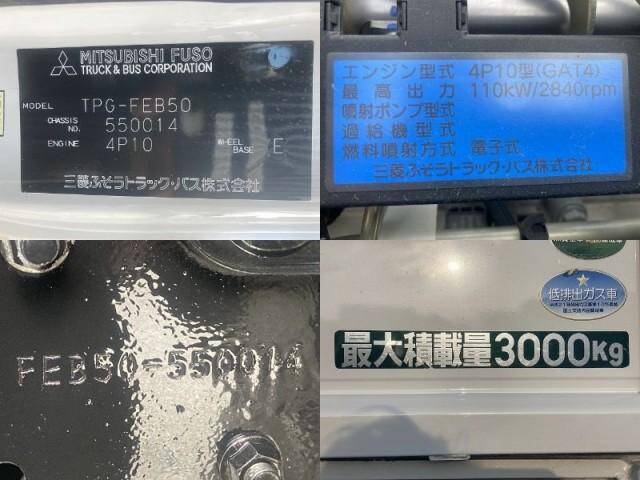 MITSUBISHI FUSO
TRUCK & BUS CORPORATION
MODEL TPG-FEB50
CHASSIS NO. 550014
ENGINE 4P10 WHEEL BASE E
三菱ふそうトラック・バス株式会社
エンジン型式 4P10型(GAT4)
最高出力 110kW/2840rpm
噴射ポンプ型式
過給機型式
燃料噴射方式 電子式
三菱ふそうトラック・バス株式会社
FEB50-550014
低排出ガス車
最大積載量3000Kg